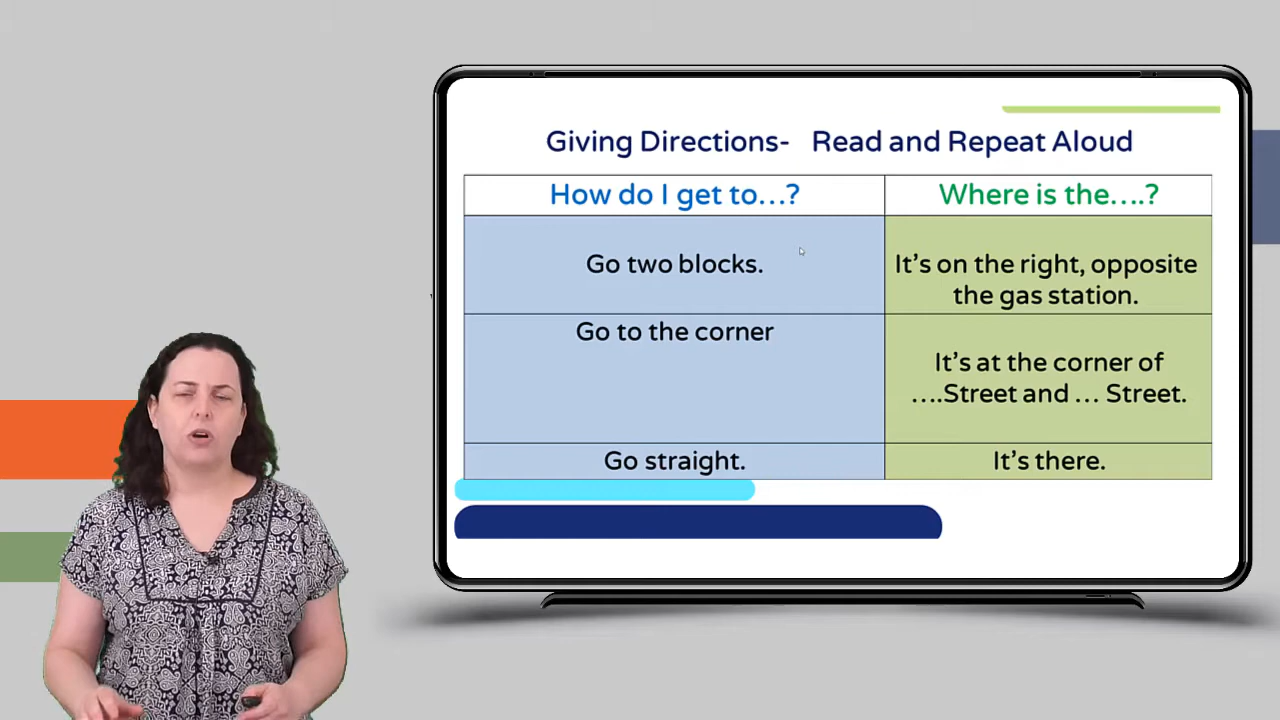 Giving Directions-   Read and Repeat Aloud
How do I get to...?
Where is the....?
Go two blocks.
It's on the right, opposite
the gas station.
Go to the corner
It's at the corner of
....Street and ... Street.
Go straight.
It's there.